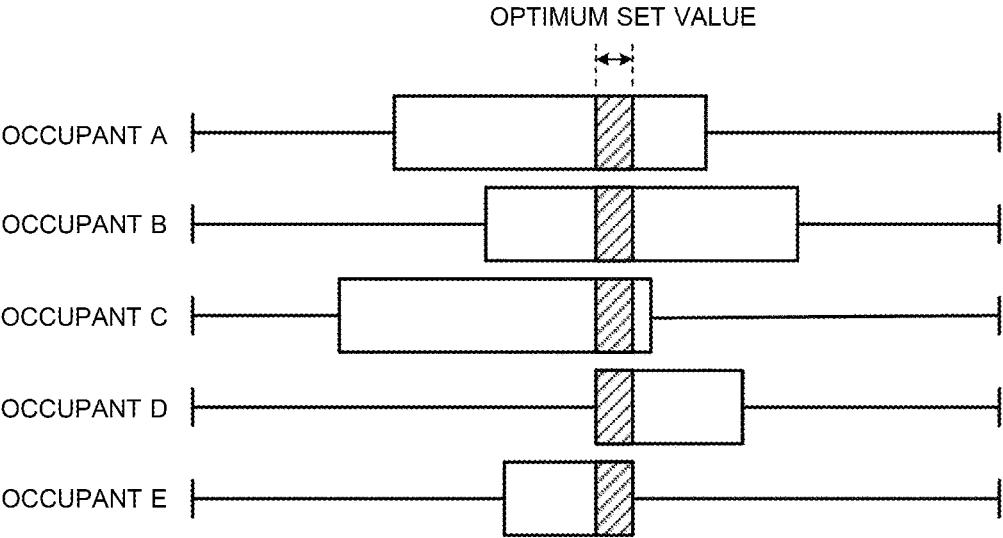 OPTIMUM SET VALUE
OCCUPANT A
OCCUPANT B
OCCUPANT C
OCCUPANT D
OCCUPANT E